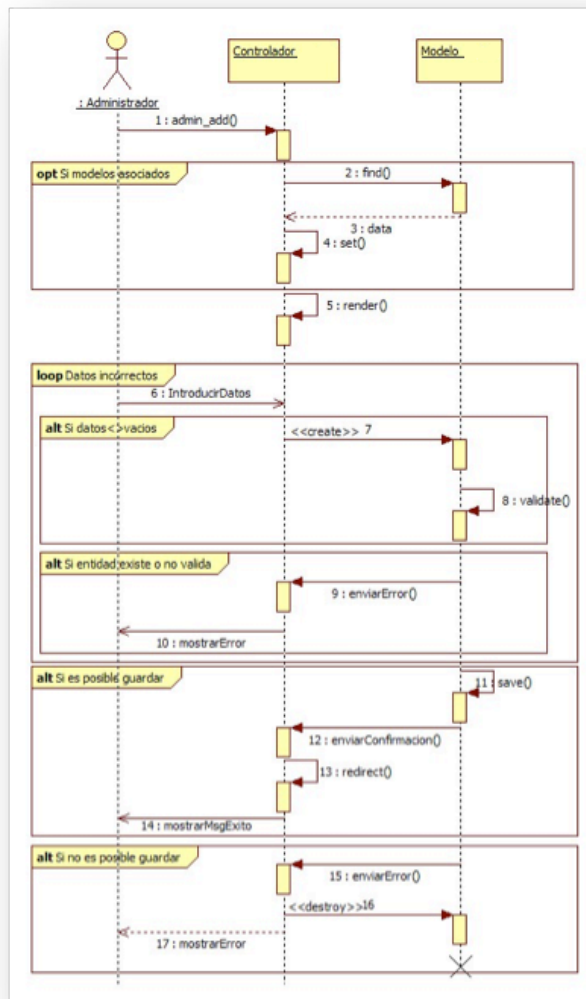 Controlador
Modelo
: Administrador
1 : admin_add()
opt Si modelos asociados
2 : find()
3 : data
4 : set()
5 : render()
loop Datos incorrectos
6 : IntroducirDatos
alt Si datos<>vacios
<<create>> 7
8 : validate()
alt Si entidad existe o no valida
9 : enviarError()
10 : mostrarError
alt Si es posible guardar
11 : save()
12 : enviarConfirmacion()
13 : redirect()
14 : mostrarMsgExito
alt Si no es posible guardar
15 : enviarError()
<<destroy>>16
17 : mostrarError